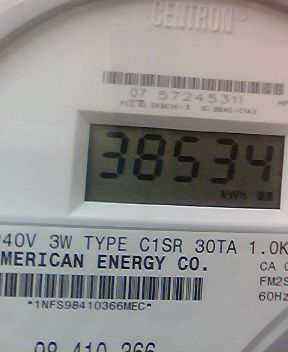 CENTRON®
07 57245311
38534
kWh
240V 3W TYPE C1SR 30TA 1.0K
AMERICAN ENERGY CO.
CA
FM2S
60Hz
*1NFS98410366MEC*
98 410 366